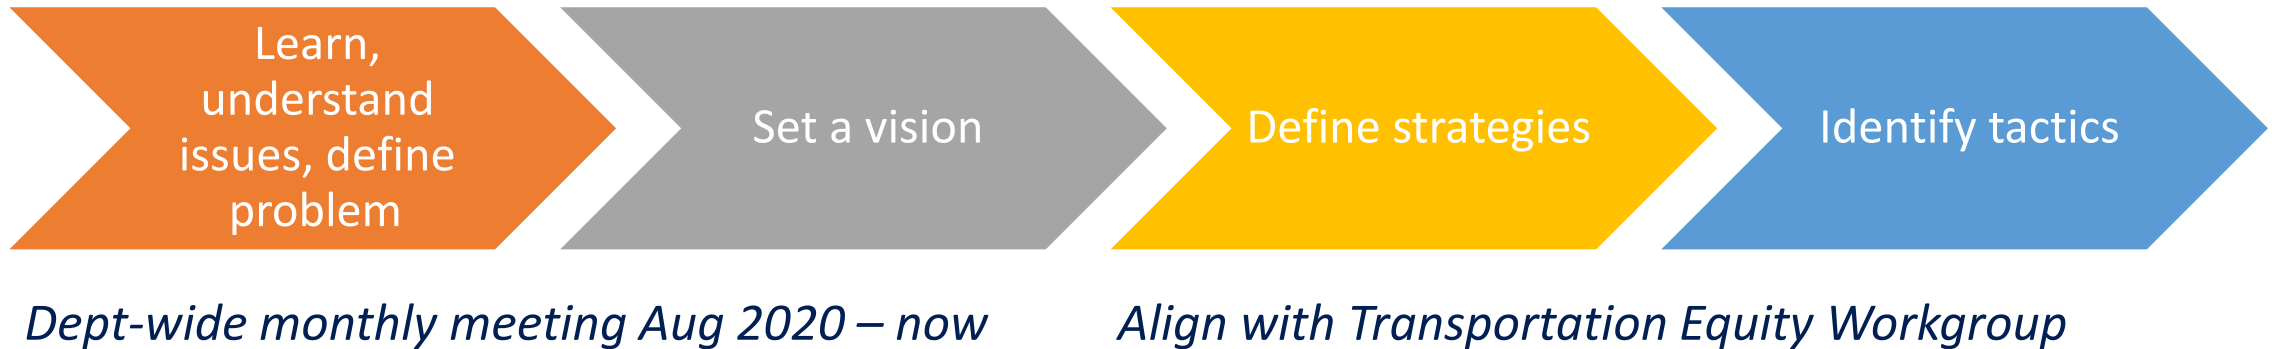 Learn,
understand
issues, define
problem
Set a vision
Define strategies
Identify tactics
Dept-wide monthly meeting Aug 2020 – now
Align with Transportation Equity Workgroup